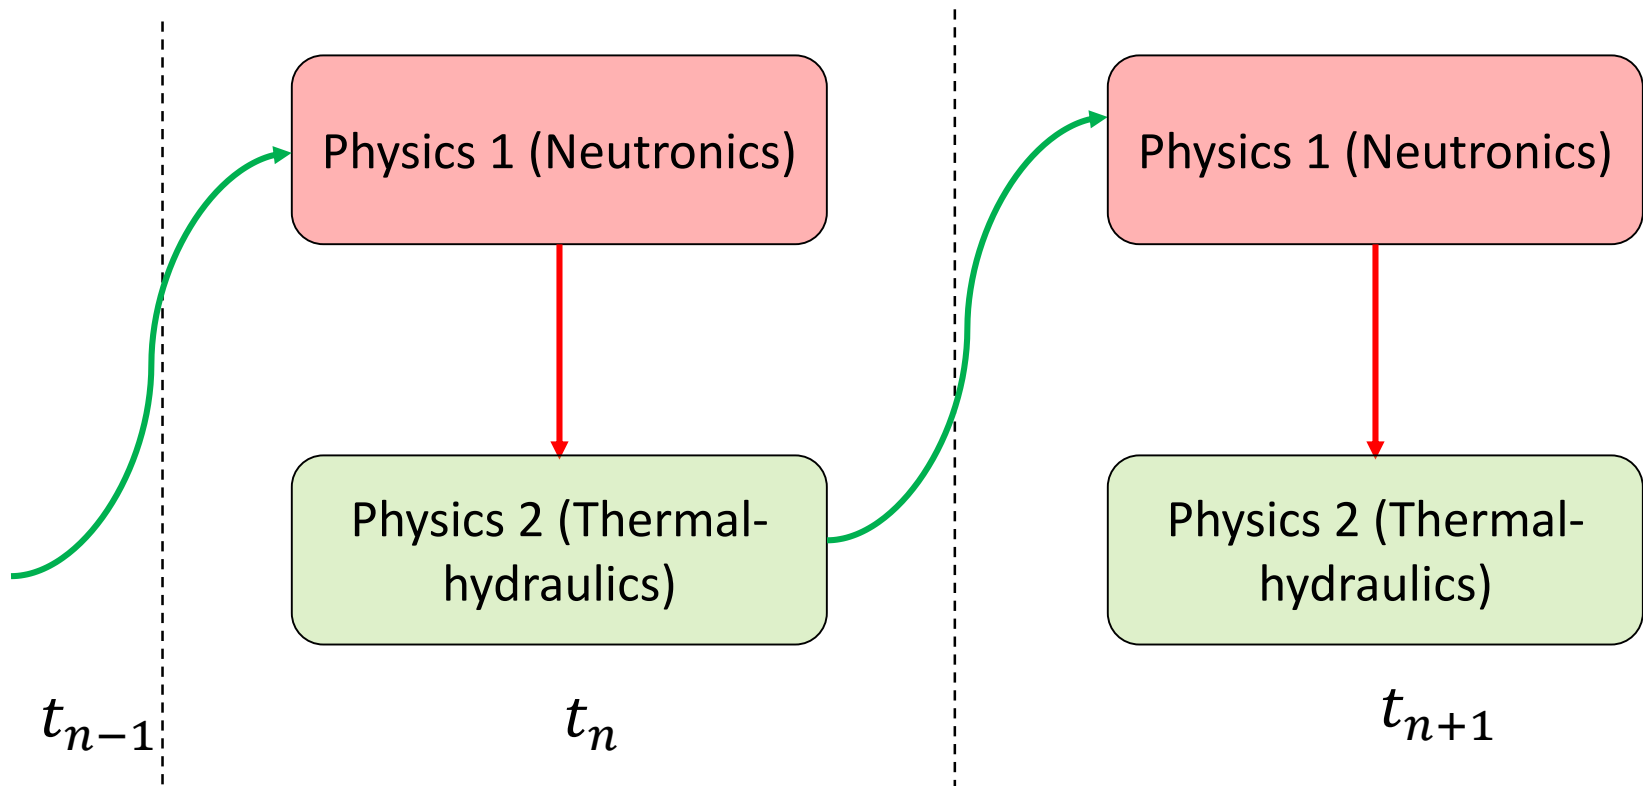 Physics 1 (Neutronics)
Physics 1 (Neutronics)
Physics 2 (Thermal-
hydraulics)
Physics 2 (Thermal-
hydraulics)
t_{n−1}
t_n
t_{n+1}